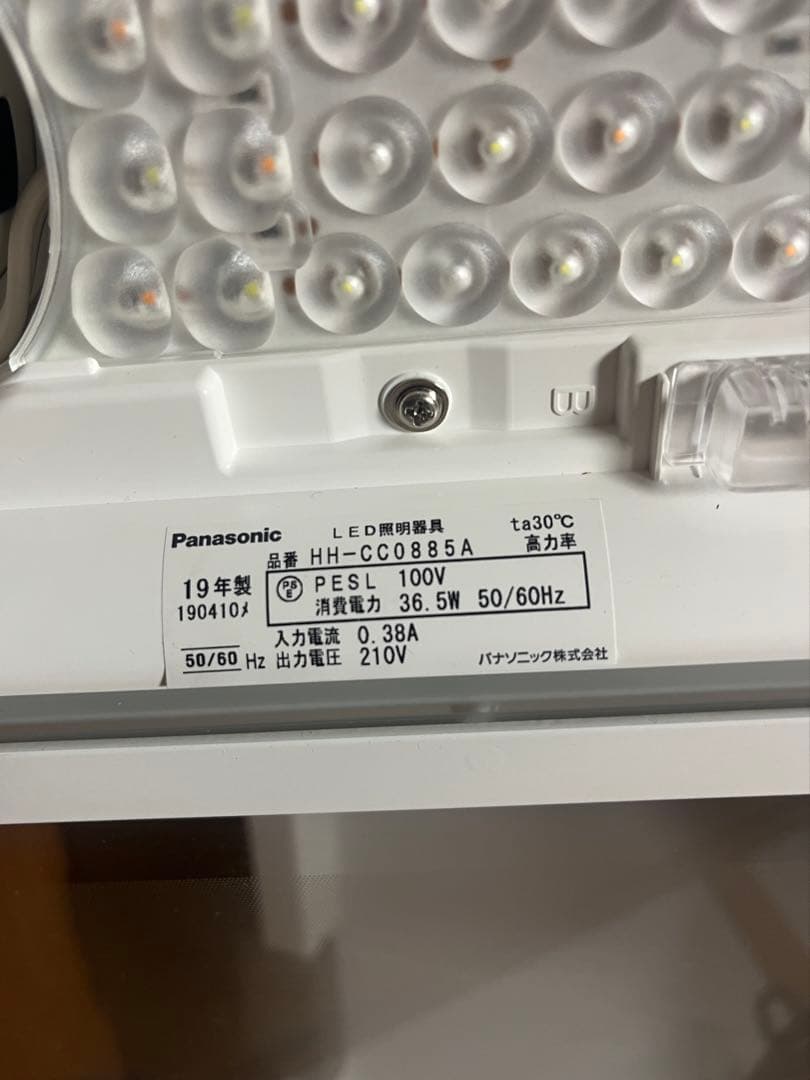 B
Panasonic LED照明器具 ta30℃
品番 HH-CC0885A 高力率
19年製 PSE PESL 100V
190410メ 消費電力 36.5W 50/60Hz
入力電流 0.38A
50/60 Hz 出力電圧 210V パナソニック株式会社